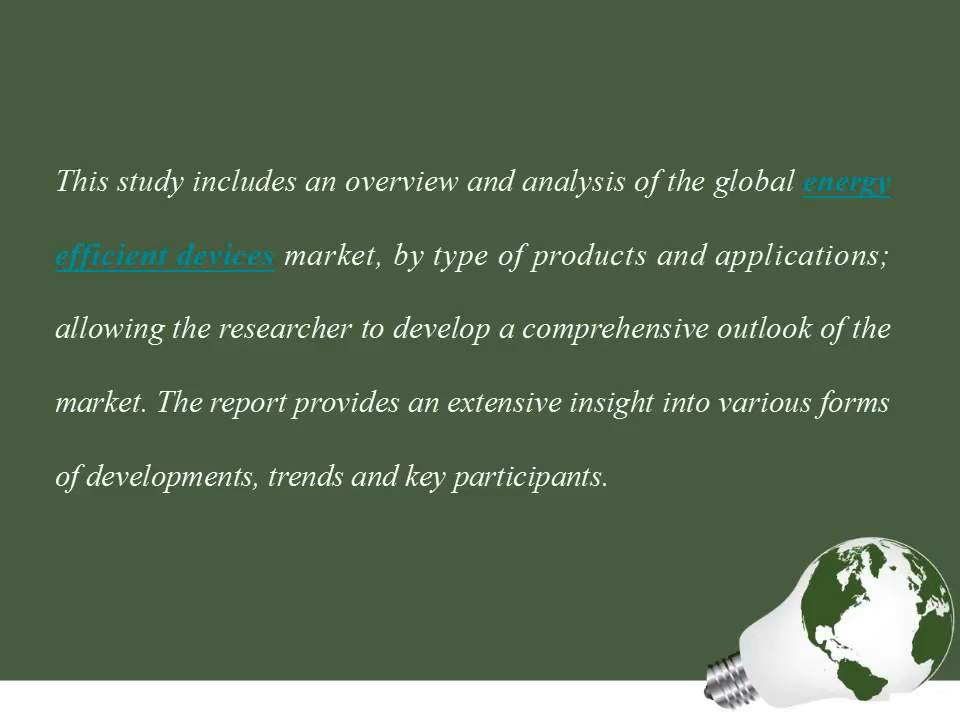 This study includes an overview and analysis of the global energy
efficient devices market, by type of products and applications;
allowing the researcher to develop a comprehensive outlook of the
market. The report provides an extensive insight into various forms
of developments, trends and key participants.